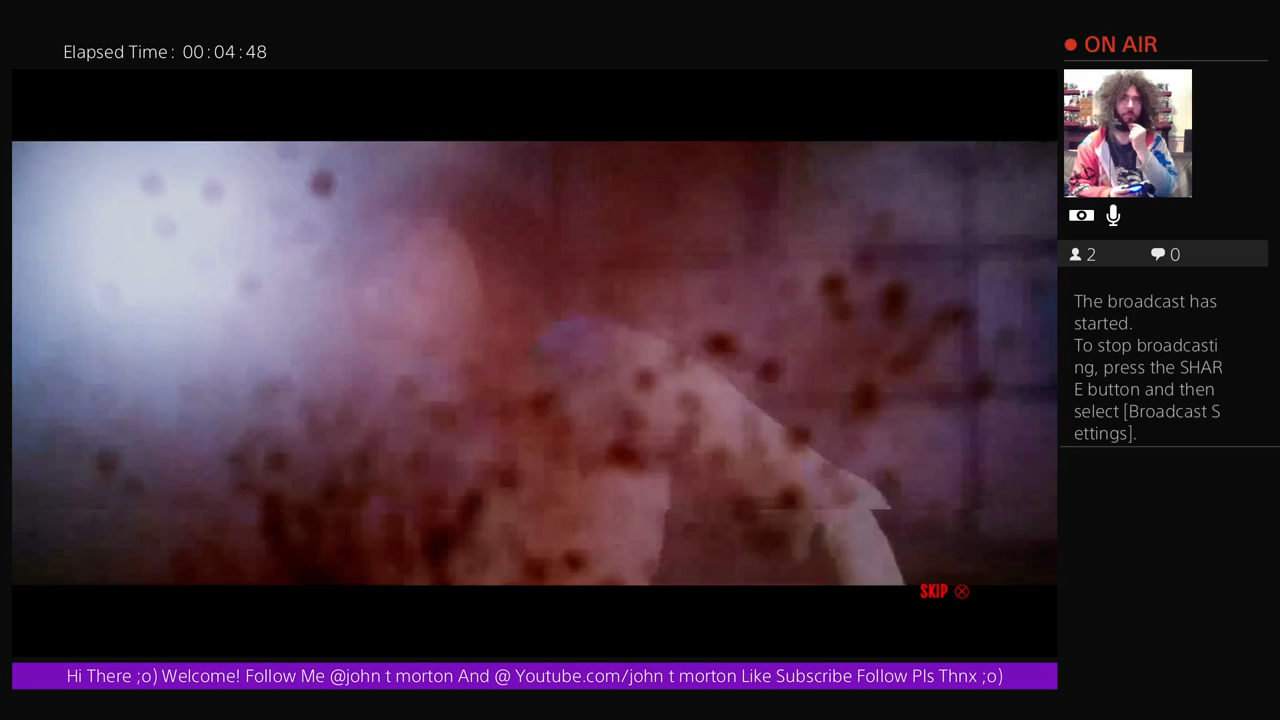 Elapsed Time: 00:04:48
ON AIR
2 0
The broadcast has
started.
To stop broadcasti
ng, press the SHAR
E button and then
select [Broadcast S
ettings].
SKIP
Hi There ;o) Welcome! Follow Me @john t morton And @ Youtube.com/john t morton Like Subscribe Follow Pls Thnx ;o)